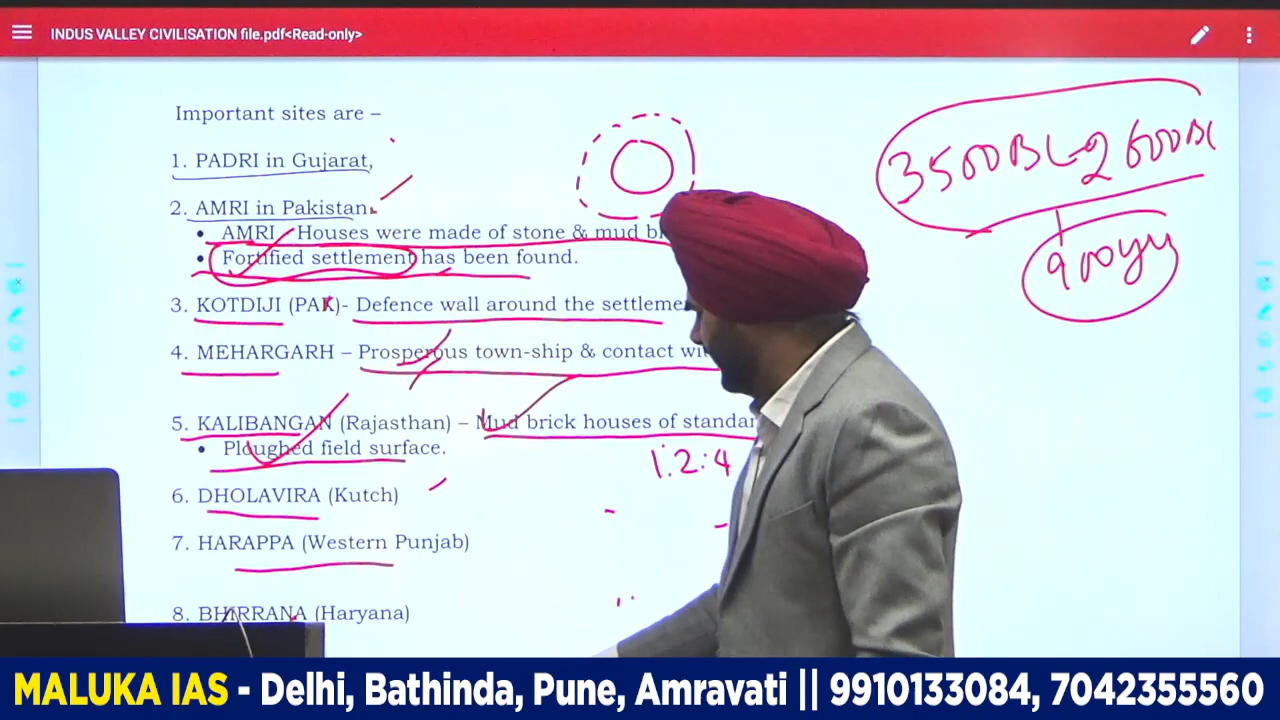 INDUS VALLEY CIVILISATION file.pdf<Read-only>
Important sites are –
1. PADRI in Gujarat,
2. AMRI in Pakistan.
• AMRI - Houses were made of stone & mud
• Fortified settlement has been found.
3. KOTDIJI (PAK)- Defence wall around the
4. MEHARGARH – Prosperous town-ship & contact
5. KALIBANGAN (Rajasthan) – Mud brick houses of
• Ploughed field surface.
1:2:4
6. DHOLAVIRA (Kutch)
7. HARAPPA (Western Punjab)
8. BHIRRANA (Haryana)
3500BC-2600BC
900yrs
MALUKA IAS - Delhi, Bathinda, Pune, Amravati || 9910133084, 7042355560